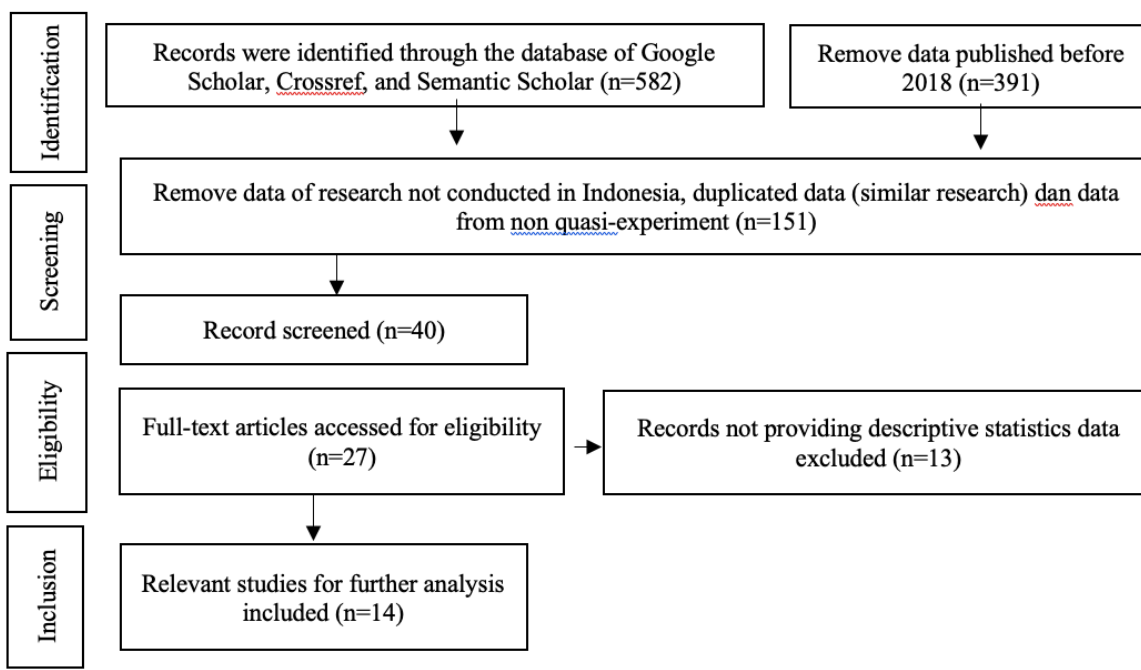 Identification
Records were identified through the database of Google
Scholar, Crossref, and Semantic Scholar (n=582)
Remove data published before
2018 (n=391)
Screening
Remove data of research not conducted in Indonesia, duplicated data (similar research) dan data
from non quasi-experiment (n=151)
Record screened (n=40)
Eligibility
Full-text articles accessed for eligibility
(n=27)
Records not providing descriptive statistics data
excluded (n=13)
Inclusion
Relevant studies for further analysis
included (n=14)